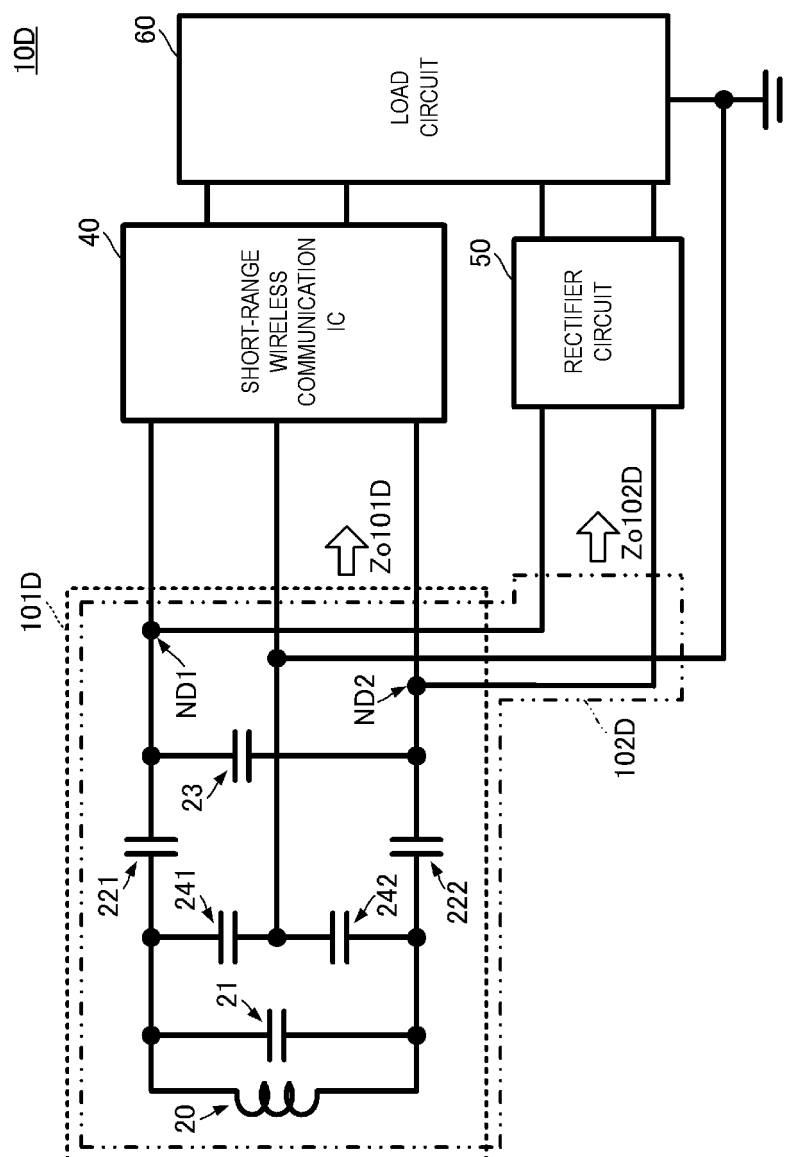 10D
101D
ND1
23
221
241
21
20
242
222
ND2
102D
Zo101D
Zo102D
40
SHORT-RANGE
WIRELESS
COMMUNICATION
IC
50
RECTIFIER
CIRCUIT
60
LOAD
CIRCUIT